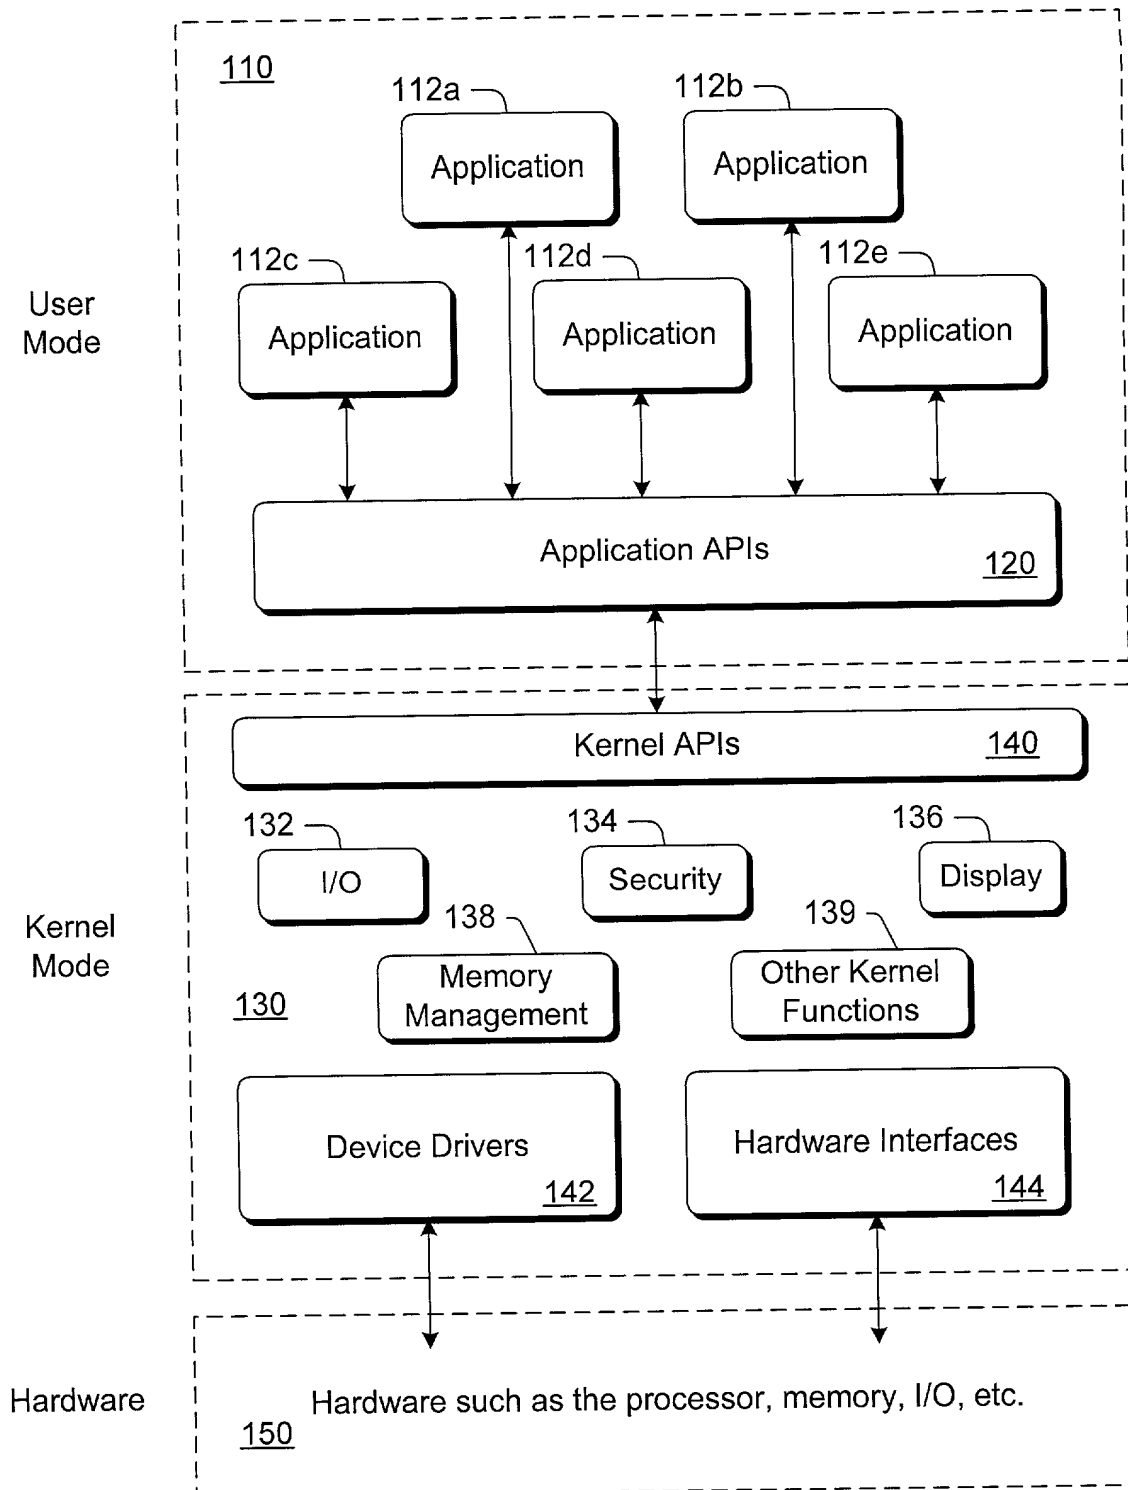 110
112a
112b
Application
Application
112c
112d
112e
User
Mode
Application
Application
Application
Application APIs
120
Kernel APIs
140
132
134
136
I/O
Security
Display
138
139
Kernel
Mode
Memory
Management
Other Kernel
Functions
130
Device Drivers
142
Hardware Interfaces
144
Hardware
Hardware such as the processor, memory, I/O, etc.
150